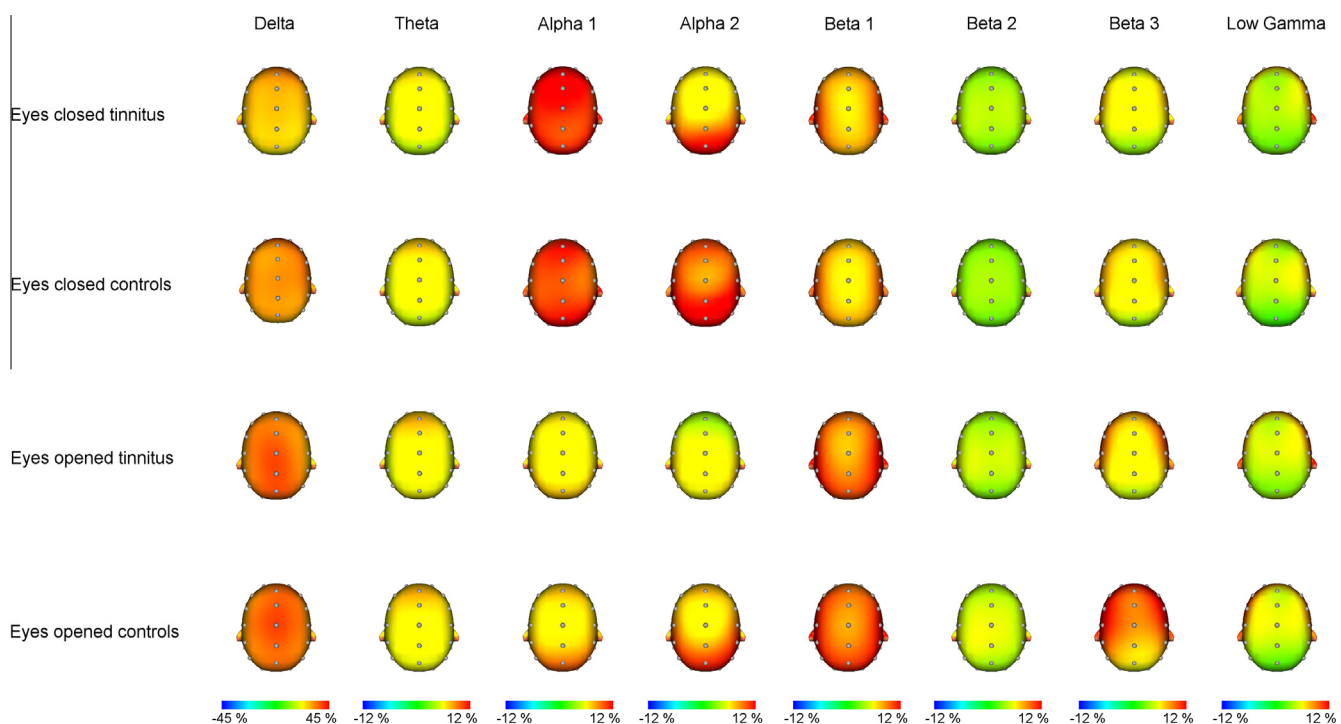 Delta Theta Alpha 1 Alpha 2 Beta 1 Beta 2 Beta 3 Low Gamma
Eyes closed tinnitus
Eyes closed controls
Eyes opened tinnitus
Eyes opened controls
-45 % 45 % -12 % 12 % -12 % 12 % -12 % 12 % -12 % 12 % -12 % 12 % -12 % 12 % -12 % 12 %